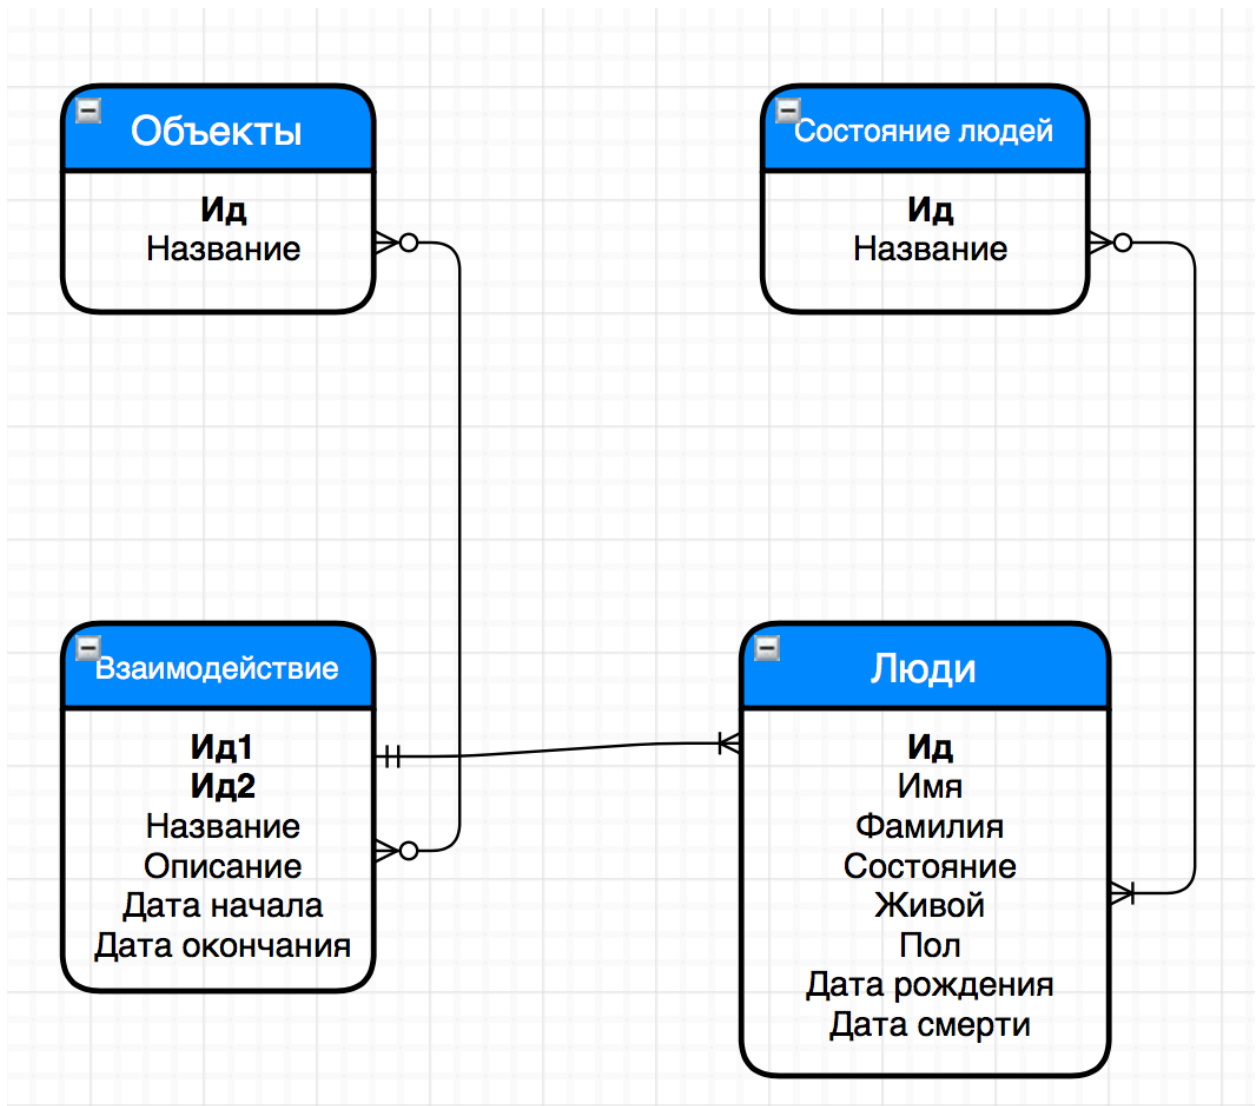 Объекты
Ид
Название
Состояние людей
Ид
Название
Взаимодействие
Ид1
Ид2
Название
Описание
Дата начала
Дата окончания
Люди
Ид
Имя
Фамилия
Состояние
Живой
Пол
Дата рождения
Дата смерти